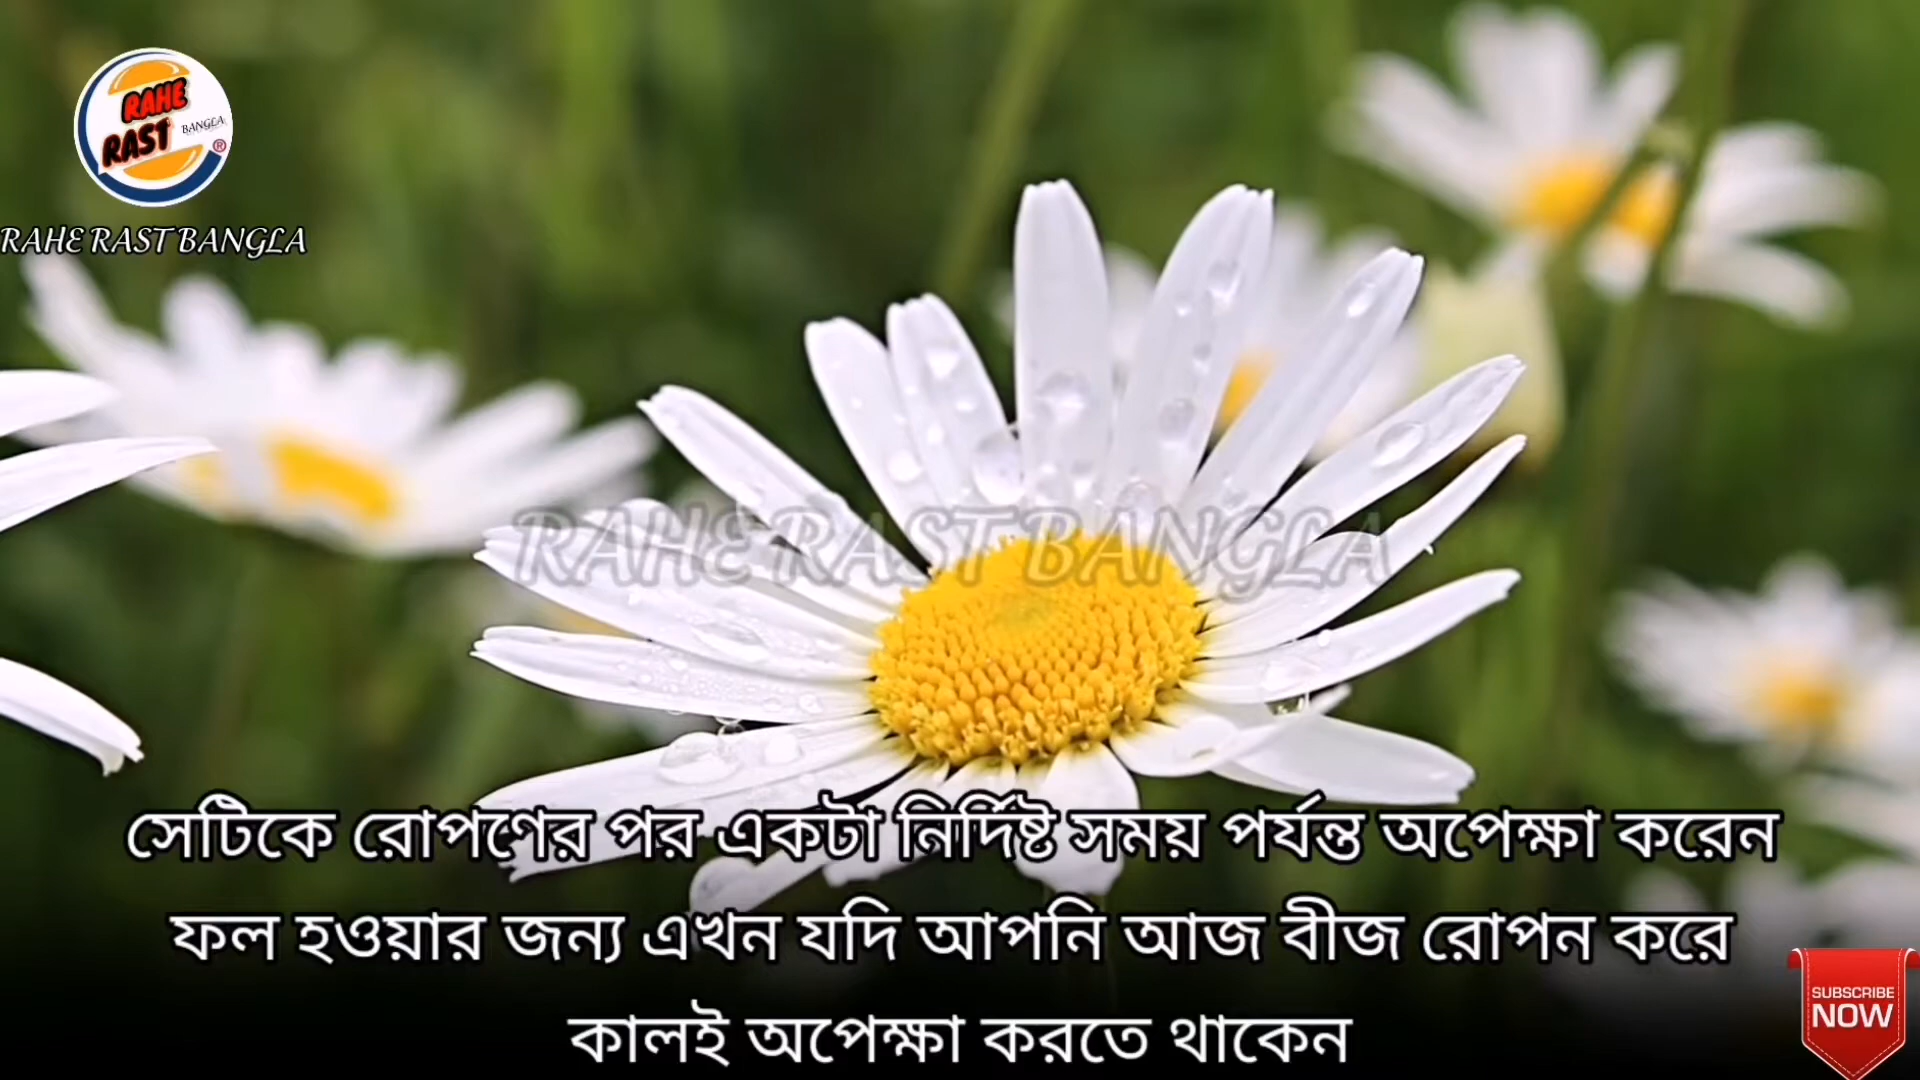 RAHE
RAST BANGLA
®
RAHE RAST BANGLA
RAHE RAST BANGLA
সেটিকে রোপণের পর একটা নির্দিষ্ট সময় পর্যন্ত অপেক্ষা করেন
ফল হওয়ার জন্য এখন যদি আপনি আজ বীজ রোপন করে
কালই অপেক্ষা করতে থাকেন
SUBSCRIBE
NOW